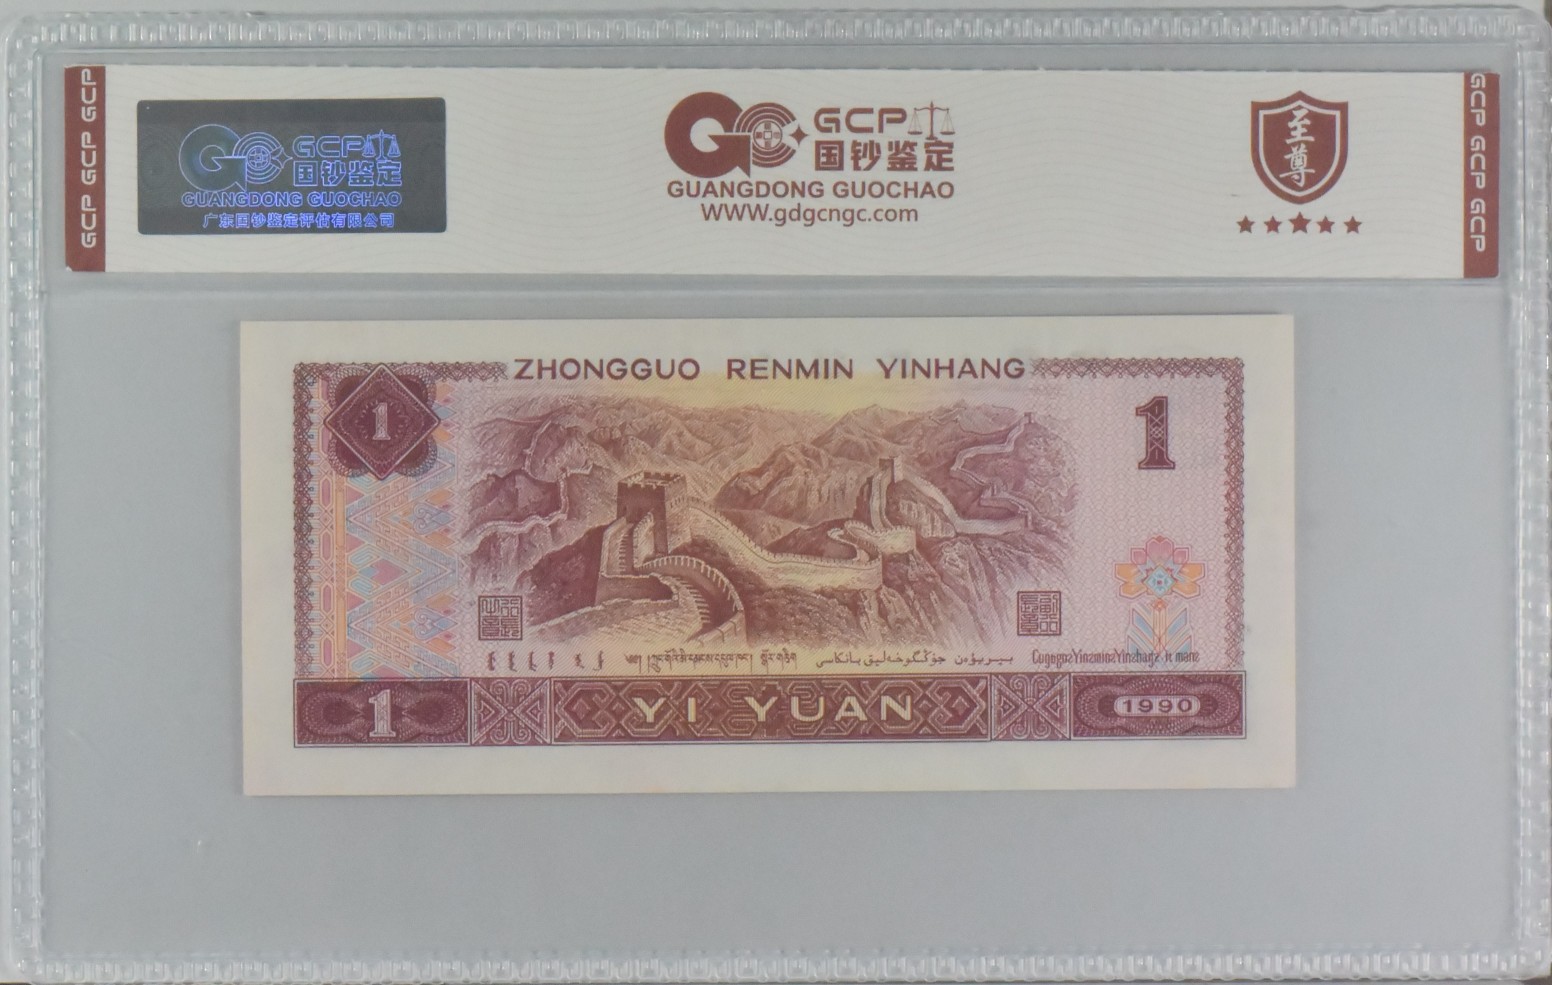 GCP GCP GCP
GCP
国钞鉴定
GUANGDONG GUOCHAO
广东国钞鉴定评估有限公司
GCP
国钞鉴定
GUANGDONG GUOCHAO
WWW.gdgcngc.com
至尊
GCP GCP GCP
ZHONGGUO RENMIN YINHANG
1
1
1
YI YUAN
1990